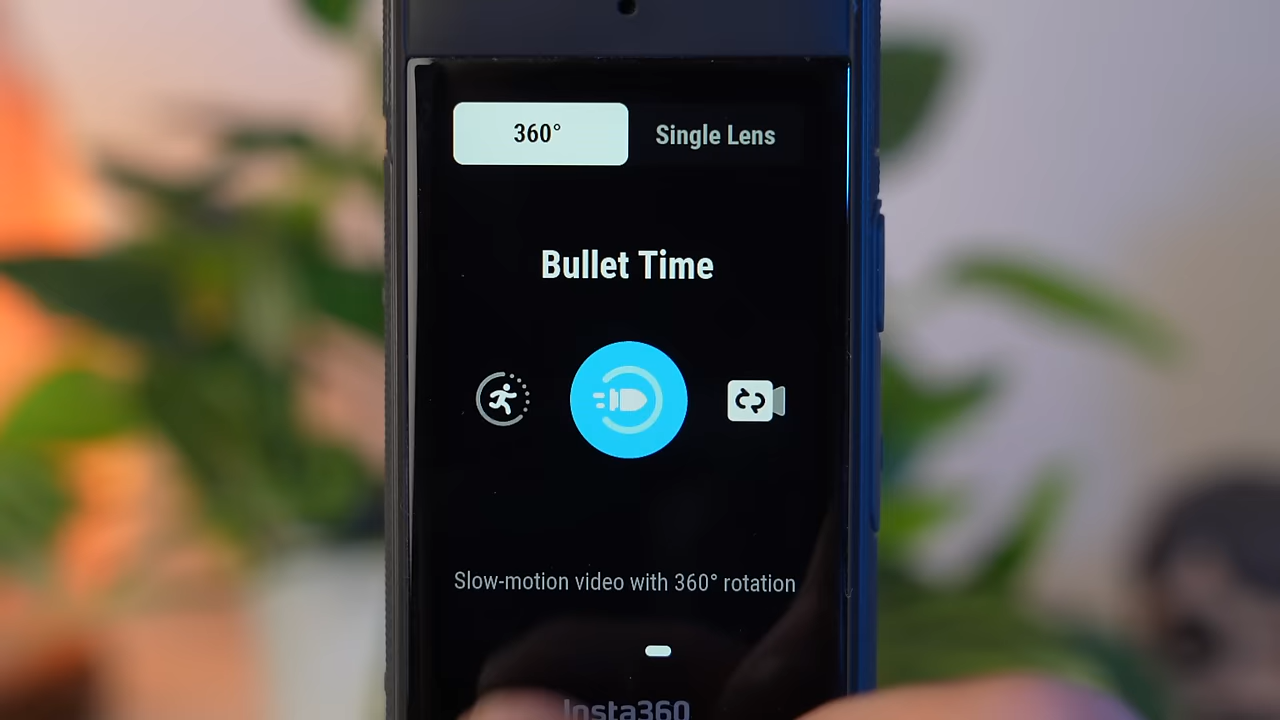 360°
Single Lens
Bullet Time
Slow-motion video with 360° rotation
Insta360